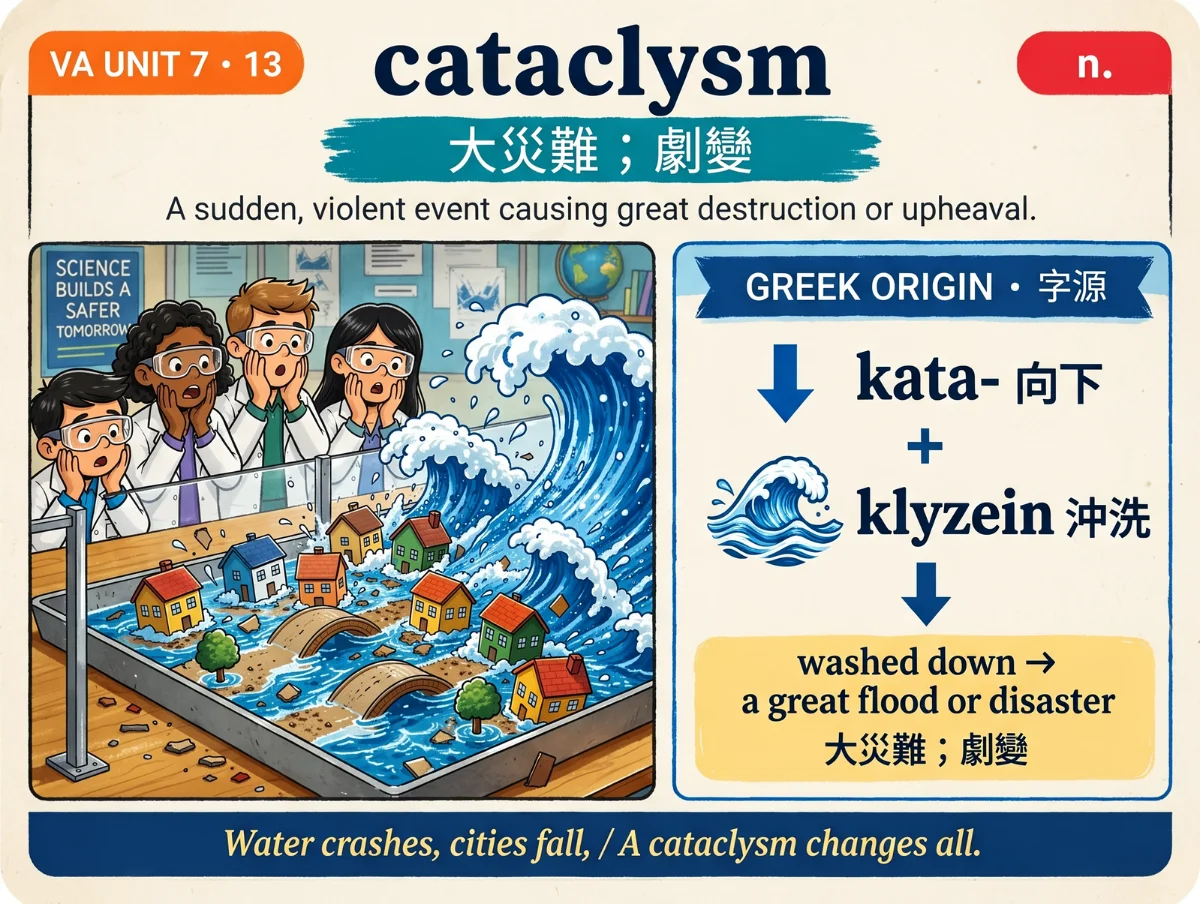 VA UNIT 7 • 13
cataclysm
n.
大災難；劇變
A sudden, violent event causing great destruction or upheaval.
SCIENCE
BUILDS A
SAFER
TOMORROW
GREEK ORIGIN • 字源
kata- 向下
+
klyzein 沖洗
washed down →
a great flood or disaster
大災難；劇變
Water crashes, cities fall, / A cataclysm changes all.